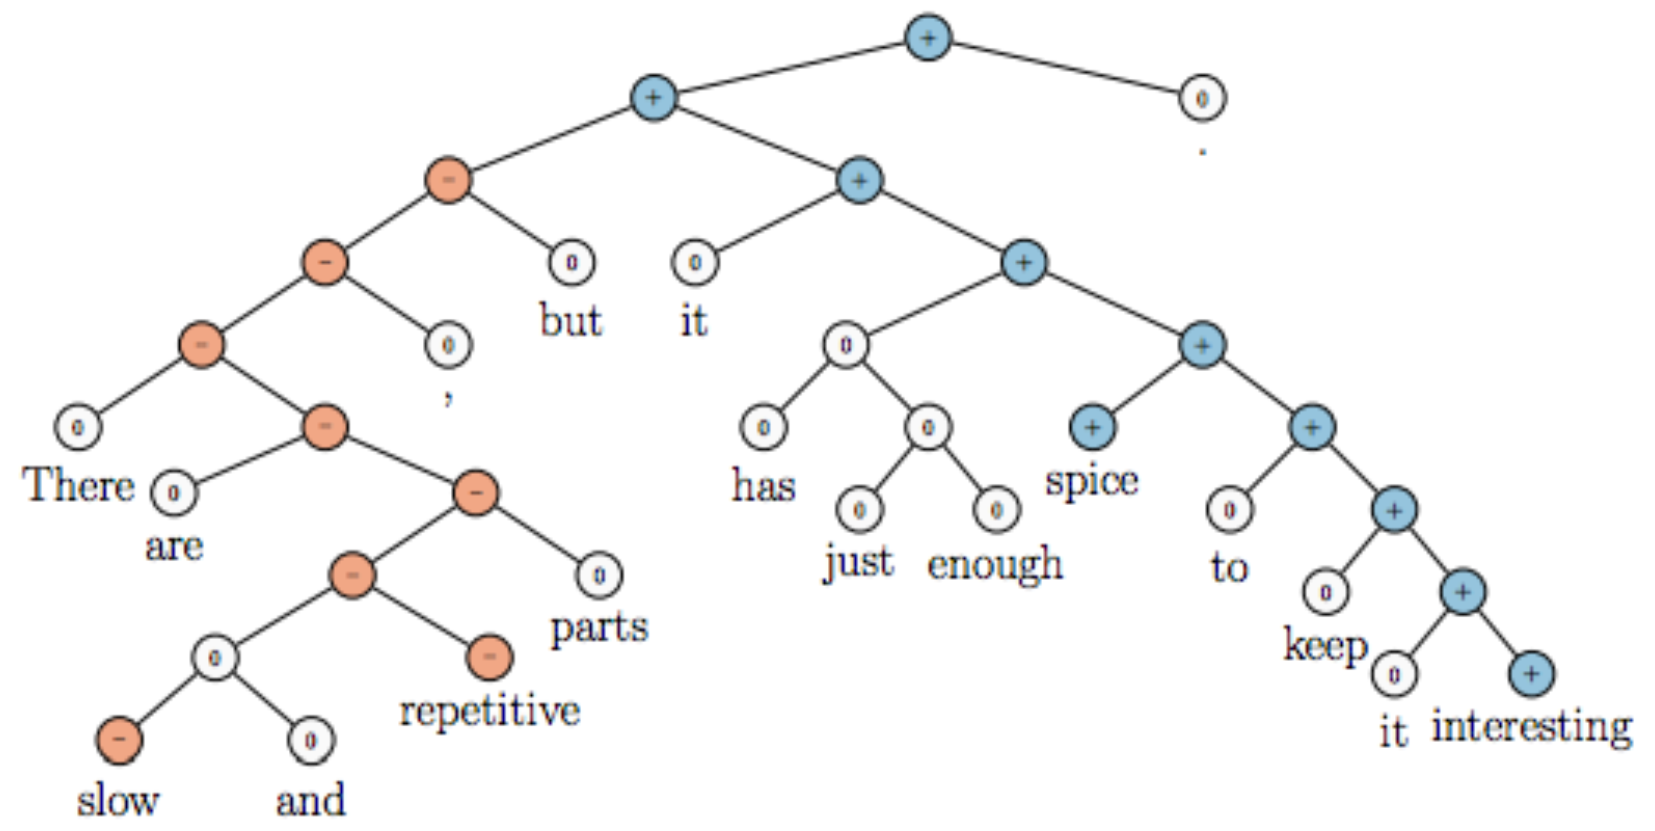 +
+ 0
.
- +
- 0 0 +
but it
- 0 0 +
,
0 - 0 0 + +
There has spice
0 - 0 0 0 +
are just enough to
- 0 0 +
parts keep
0 - 0 +
repetitive it interesting
- 0
slow and